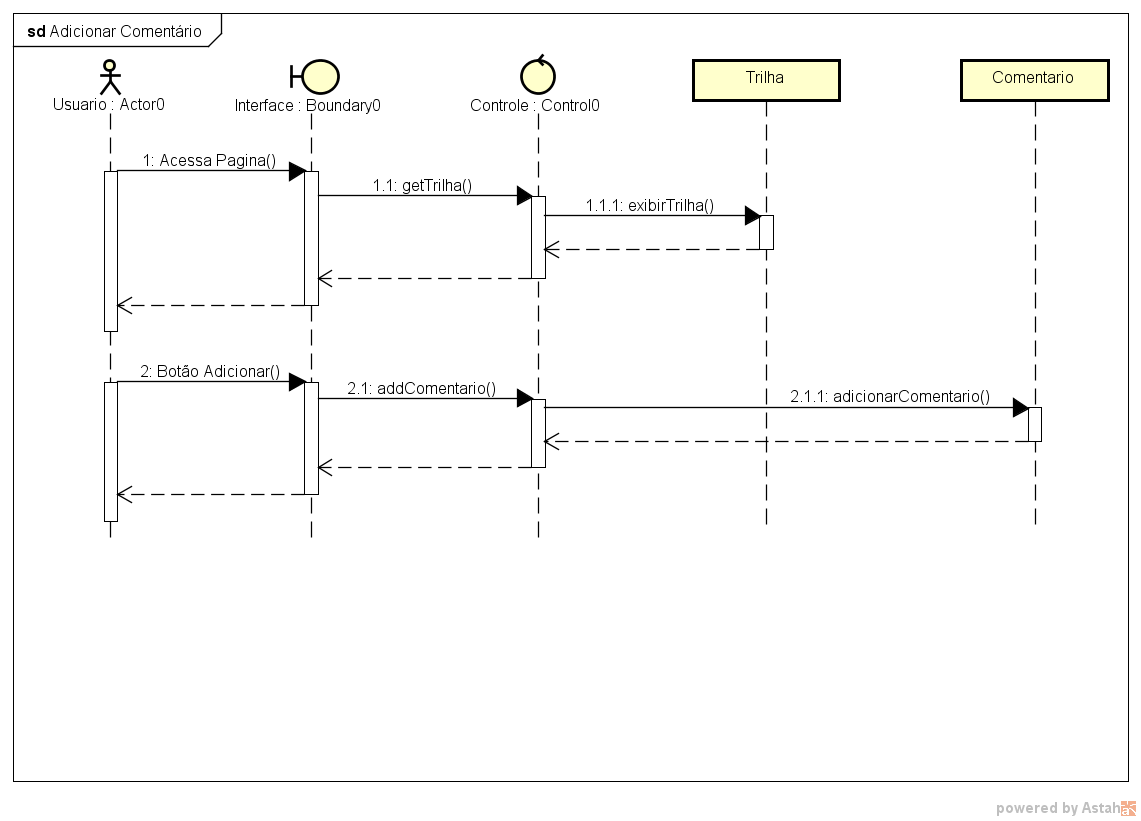 sd Adicionar Comentário
Usuario : Actor0
Interface : Boundary0
Controle : Control0
Trilha
Comentario
1: Acessa Pagina()
1.1: getTrilha()
1.1.1: exibirTrilha()
2: Botão Adicionar()
2.1: addComentario()
2.1.1: adicionarComentario()
powered by Astah